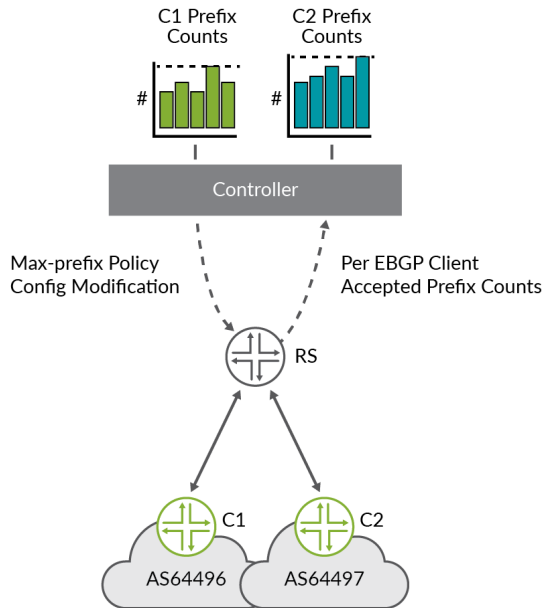 C1 Prefix
Counts
C2 Prefix
Counts
#
#
Controller
Max-prefix Policy
Config Modification
Per EBGP Client
Accepted Prefix Counts
RS
C1
C2
AS64496
AS64497